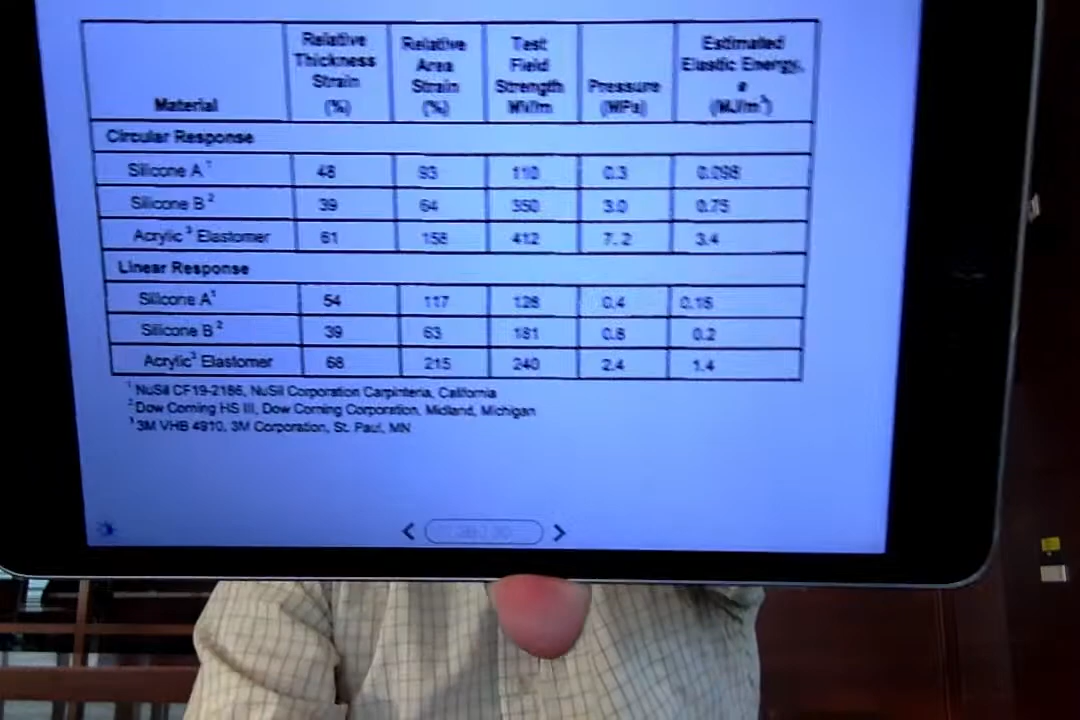 Material Relative Thickness Strain (%) Relative Area Strain (%) Test Field Strength MV/m Pressure (MPa) Estimated Elastic Energy, e (MJ/m³)
Circular Response
Silicone A¹ 48 93 110 0.3 0.098
Silicone B² 39 64 350 3.0 0.75
Acrylic³ Elastomer 61 158 412 7.2 3.4
Linear Response
Silicone A¹ 54 117 128 0.4 0.16
Silicone B² 39 63 181 0.8 0.2
Acrylic³ Elastomer 68 215 240 2.4 1.4
¹ NuSil CF19-2186, NuSil Corporation Carpinteria, California
² Dow Corning HS III, Dow Corning Corporation, Midland, Michigan
³ 3M VHB 4910, 3M Corporation, St. Paul, MN